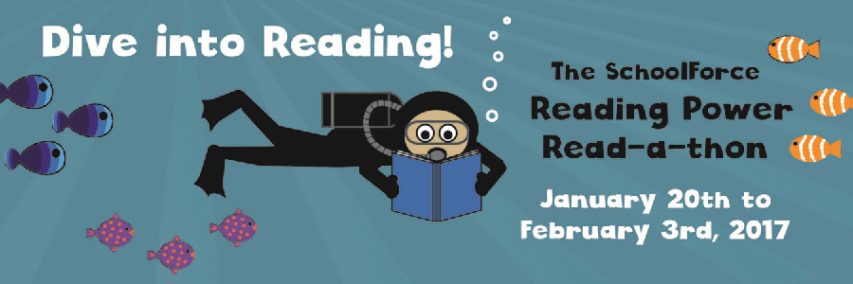 Dive into Reading!
The SchoolForce
Reading Power
Read-a-thon
January 20th to
February 3rd, 2017